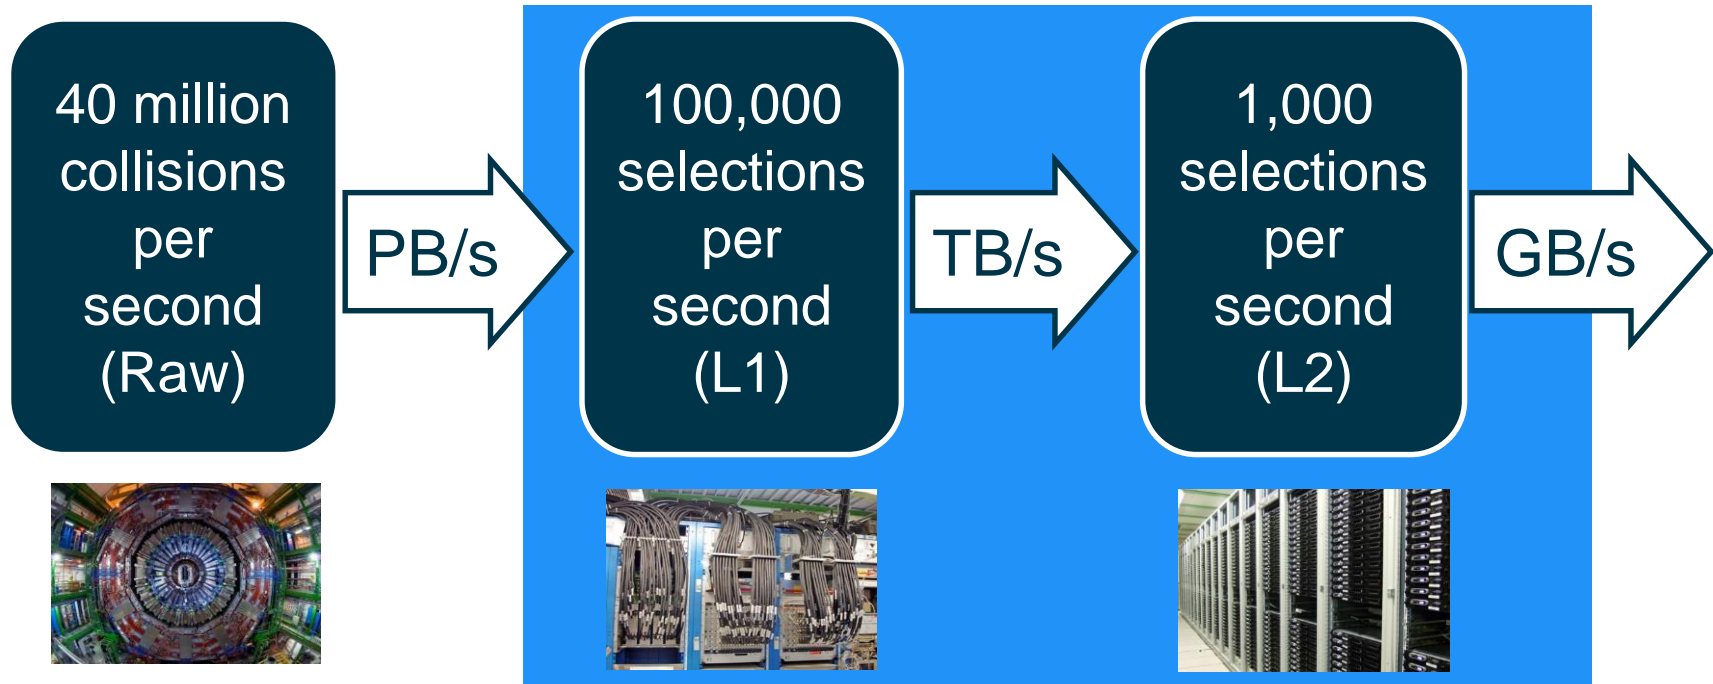 40 million
collisions
per
second
(Raw)
PB/s
100,000
selections
per
second
(L1)
TB/s
1,000
selections
per
second
(L2)
GB/s